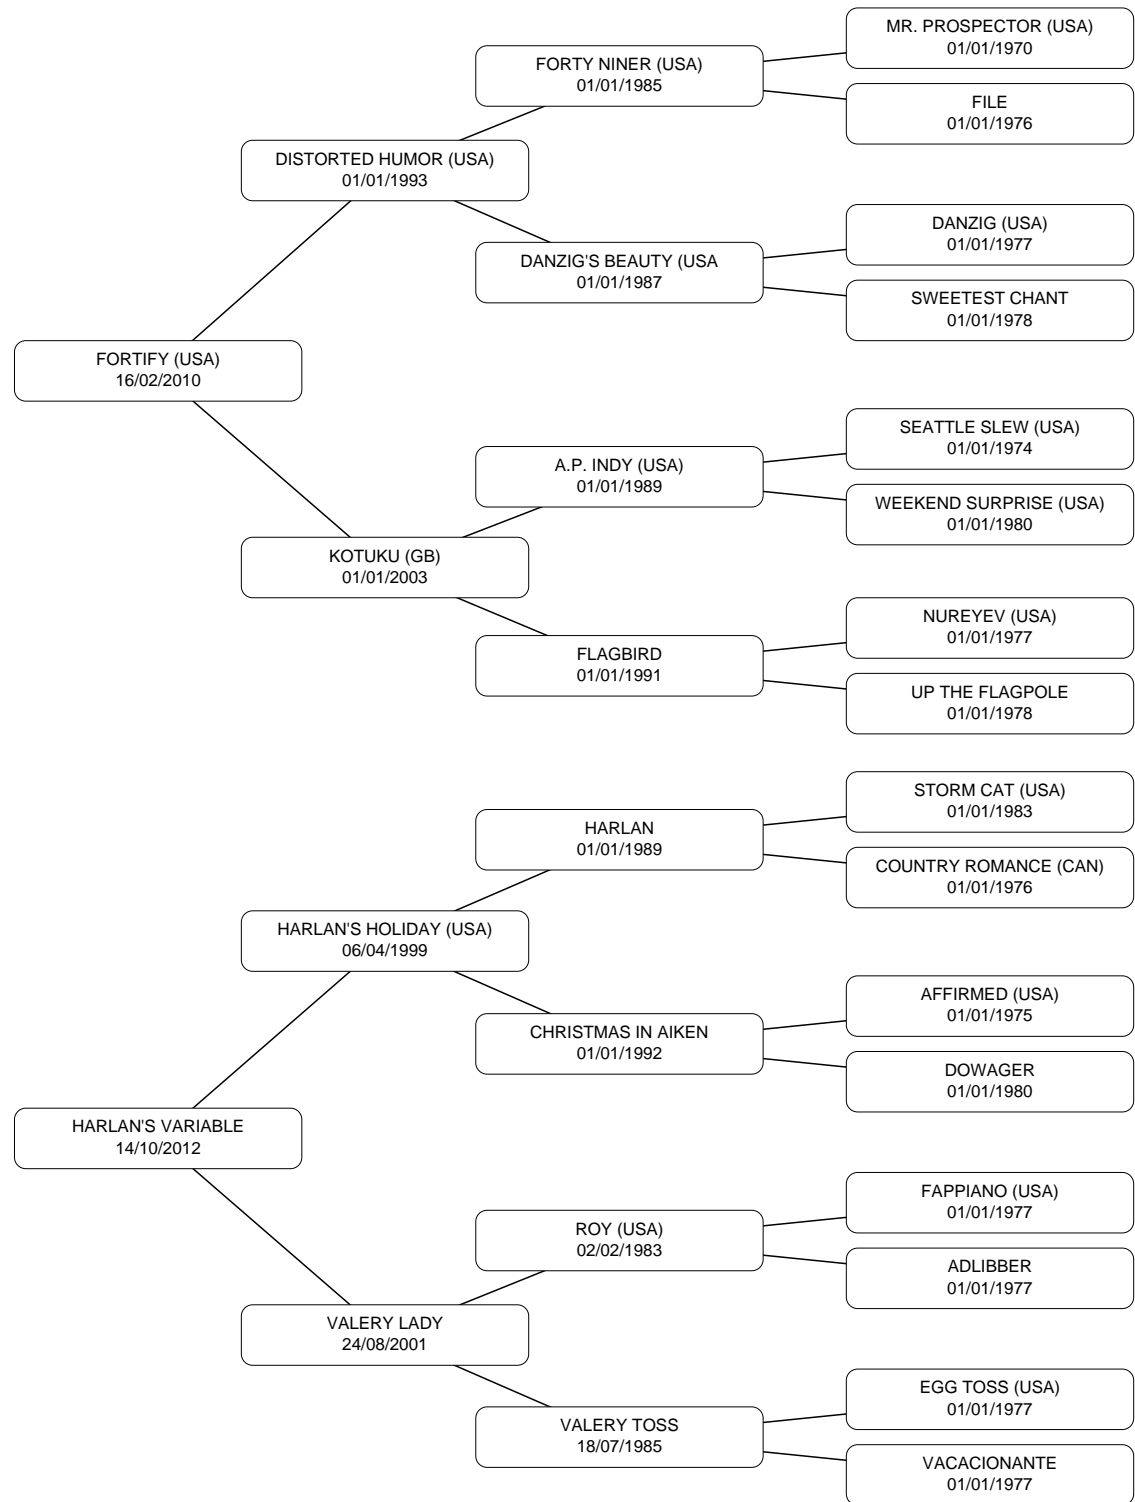 MR. PROSPECTOR (USA)
01/01/1970
FORTY NINER (USA)
01/01/1985
FILE
01/01/1976
DISTORTED HUMOR (USA)
01/01/1993
DANZIG (USA)
01/01/1977
DANZIG'S BEAUTY (USA
01/01/1987
SWEETEST CHANT
01/01/1978
FORTIFY (USA)
16/02/2010
SEATTLE SLEW (USA)
01/01/1974
A.P. INDY (USA)
01/01/1989
WEEKEND SURPRISE (USA)
01/01/1980
KOTUKU (GB)
01/01/2003
NUREYEV (USA)
01/01/1977
FLAGBIRD
01/01/1991
UP THE FLAGPOLE
01/01/1978
STORM CAT (USA)
01/01/1983
HARLAN
01/01/1989
COUNTRY ROMANCE (CAN)
01/01/1976
HARLAN'S HOLIDAY (USA)
06/04/1999
AFFIRMED (USA)
01/01/1975
CHRISTMAS IN AIKEN
01/01/1992
DOWAGER
01/01/1980
HARLAN'S VARIABLE
14/10/2012
FAPPIANO (USA)
01/01/1977
ROY (USA)
02/02/1983
ADLIBBER
01/01/1977
VALERY LADY
24/08/2001
EGG TOSS (USA)
01/01/1977
VALERY TOSS
18/07/1985
VACACIONANTE
01/01/1977